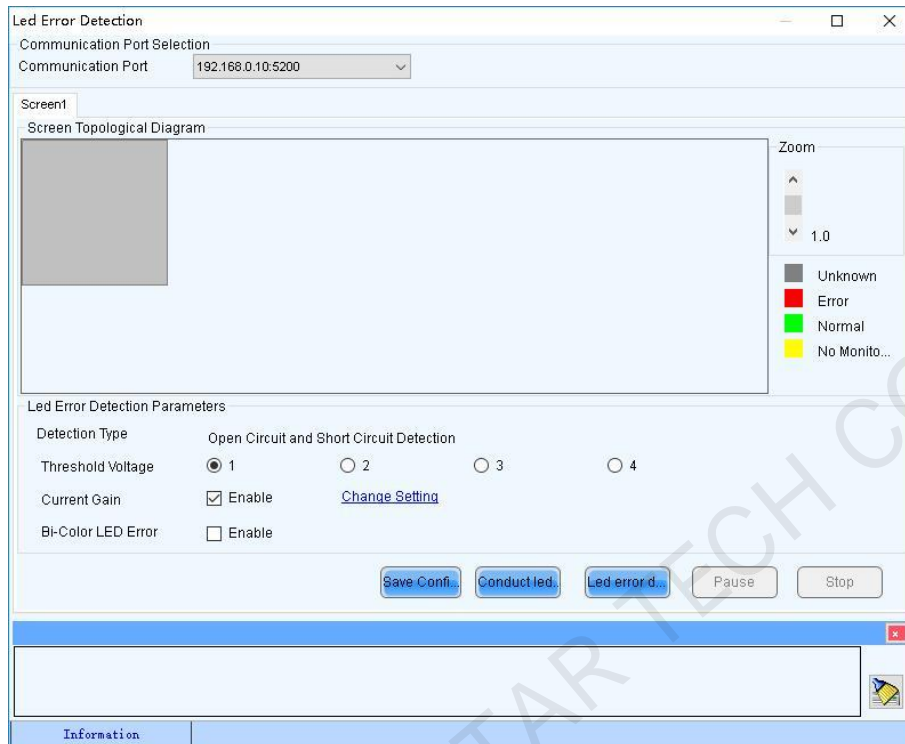 Led Error Detection
Communication Port Selection
Communication Port 192.168.0.10:5200
Screen1
Screen Topological Diagram
Zoom
1.0
Unknown
Error
Normal
No Monito...
Led Error Detection Parameters
Detection Type Open Circuit and Short Circuit Detection
Threshold Voltage 1 2 3 4
Current Gain Enable Change Setting
Bi-Color LED Error Enable
Save Confi... Conduct led... Led error d... Pause Stop
Information
TAR TECH CO